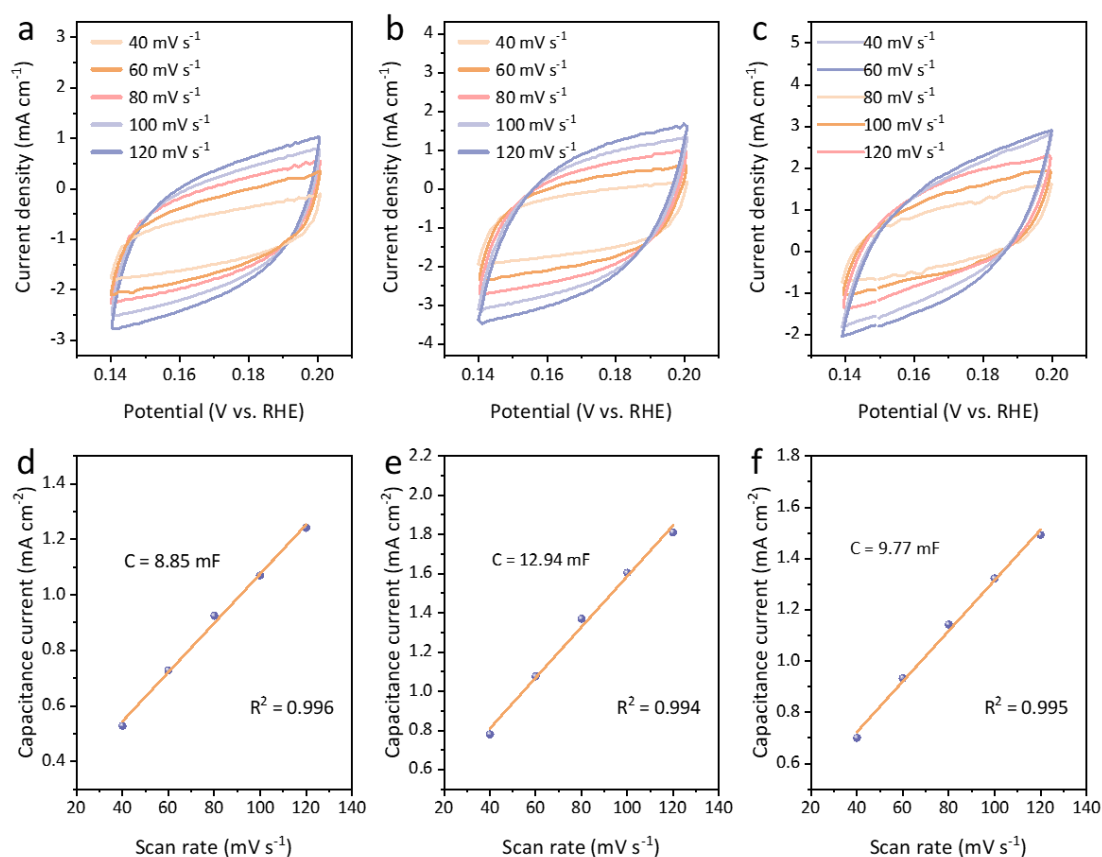 a
3
2
1
0
-1
-2
-3
40 mV s⁻¹
60 mV s⁻¹
80 mV s⁻¹
100 mV s⁻¹
120 mV s⁻¹
Current density (mA cm⁻¹)
0.14 0.16 0.18 0.20
Potential (V vs. RHE)
b
4
3
2
1
0
-1
-2
-3
-4
40 mV s⁻¹
60 mV s⁻¹
80 mV s⁻¹
100 mV s⁻¹
120 mV s⁻¹
Current density (mA cm⁻¹)
0.14 0.16 0.18 0.20
Potential (V vs. RHE)
c
5
4
3
2
1
0
-1
-2
40 mV s⁻¹
60 mV s⁻¹
80 mV s⁻¹
100 mV s⁻¹
120 mV s⁻¹
Current density (mA cm⁻¹)
0.14 0.16 0.18 0.20
Potential (V vs. RHE)
d
1.4
1.2
1.0
0.8
0.6
0.4
Capacitance current (mA cm⁻²)
C = 8.85 mF
R² = 0.996
20 40 60 80 100 120 140
Scan rate (mV s⁻¹)
e
2.2
2.0
1.8
1.6
1.4
1.2
1.0
0.8
0.6
Capacitance current (mA cm⁻²)
C = 12.94 mF
R² = 0.994
20 40 60 80 100 120 140
Scan rate (mV s⁻¹)
f
1.8
1.6
1.4
1.2
1.0
0.8
0.6
Capacitance current (mA cm⁻²)
C = 9.77 mF
R² = 0.995
20 40 60 80 100 120 140
Scan rate (mV s⁻¹)